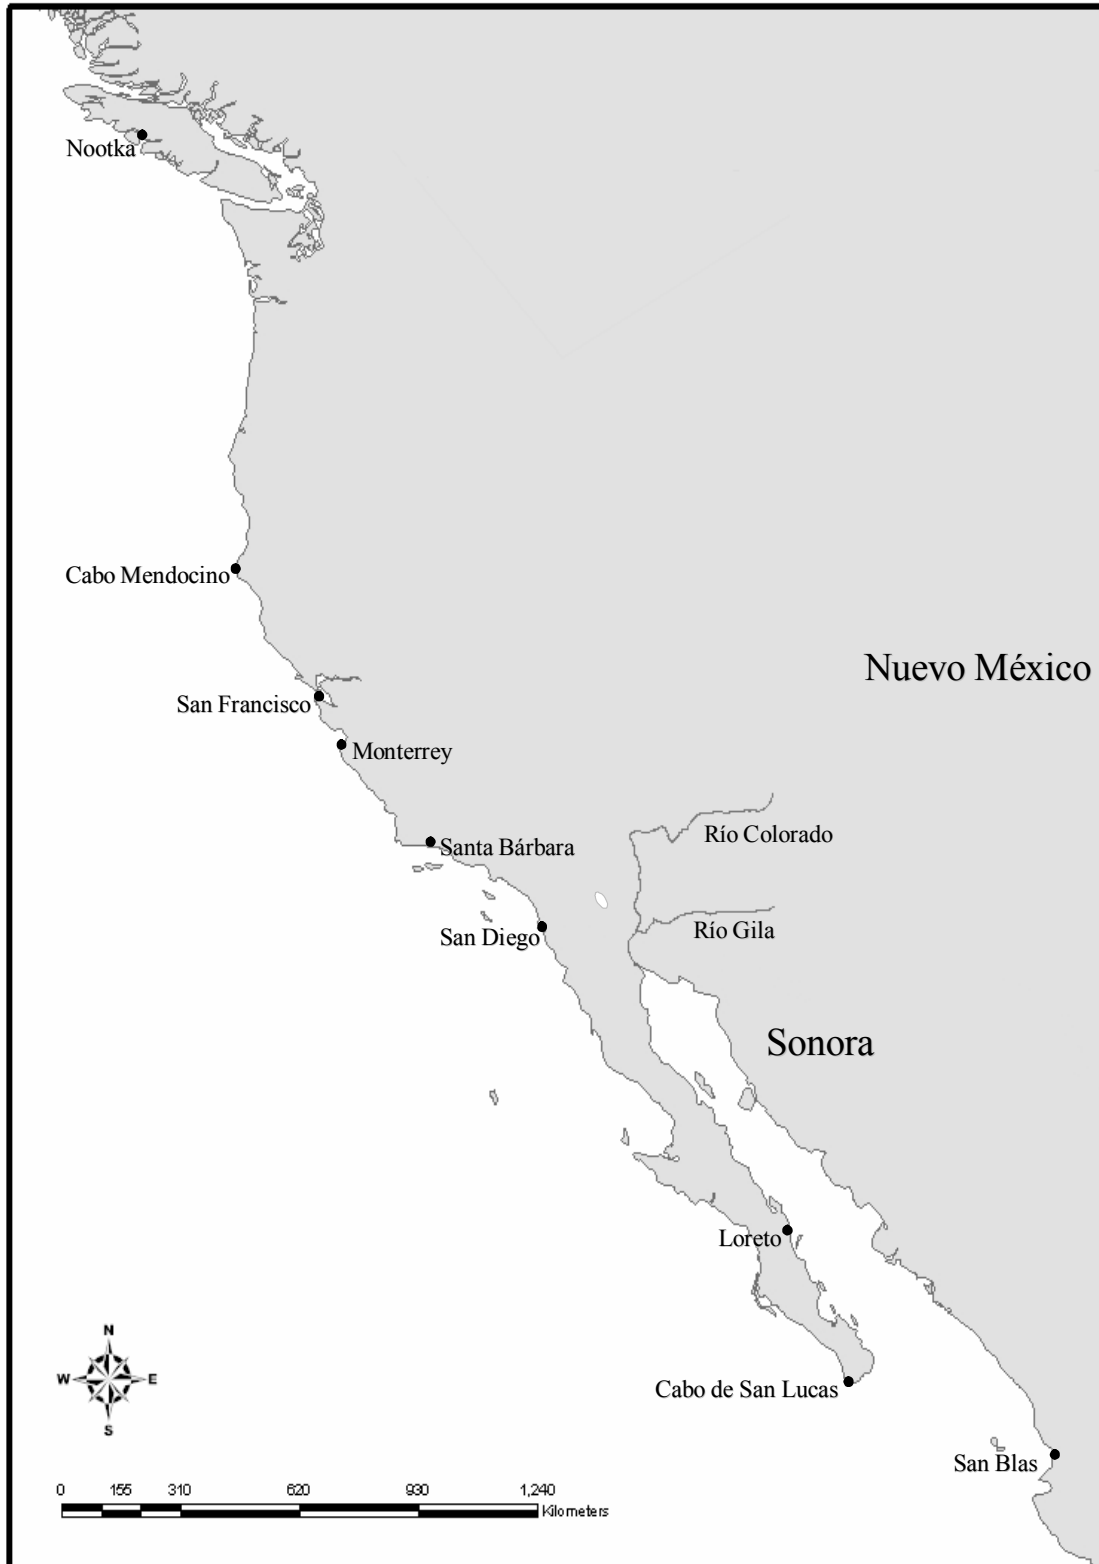 Nootka
Cabo Mendocino
Nuevo México
San Francisco
Monterrey
Río Colorado
Santa Bárbara
Río Gila
San Diego
Sonora
Loreto
N
W E
S
Cabo de San Lucas
San Blas
0 155 310 620 930 1,240
Kilometers